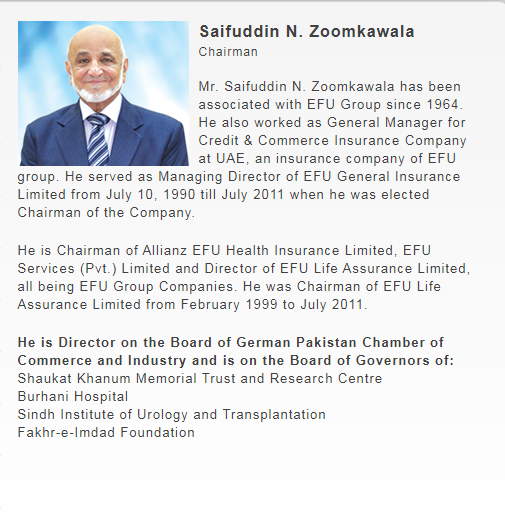 Saifuddin N. Zoomkawala
Chairman
Mr. Saifuddin N. Zoomkawala has been
associated with EFU Group since 1964.
He also worked as General Manager for
Credit & Commerce Insurance Company
at UAE, an insurance company of EFU
group. He served as Managing Director of EFU General Insurance
Limited from July 10, 1990 till July 2011 when he was elected
Chairman of the Company.
He is Chairman of Allianz EFU Health Insurance Limited, EFU
Services (Pvt.) Limited and Director of EFU Life Assurance Limited,
all being EFU Group Companies. He was Chairman of EFU Life
Assurance Limited from February 1999 to July 2011.
He is Director on the Board of German Pakistan Chamber of
Commerce and Industry and is on the Board of Governors of:
Shaukat Khanum Memorial Trust and Research Centre
Burhani Hospital
Sindh Institute of Urology and Transplantation
Fakhr-e-Imdad Foundation